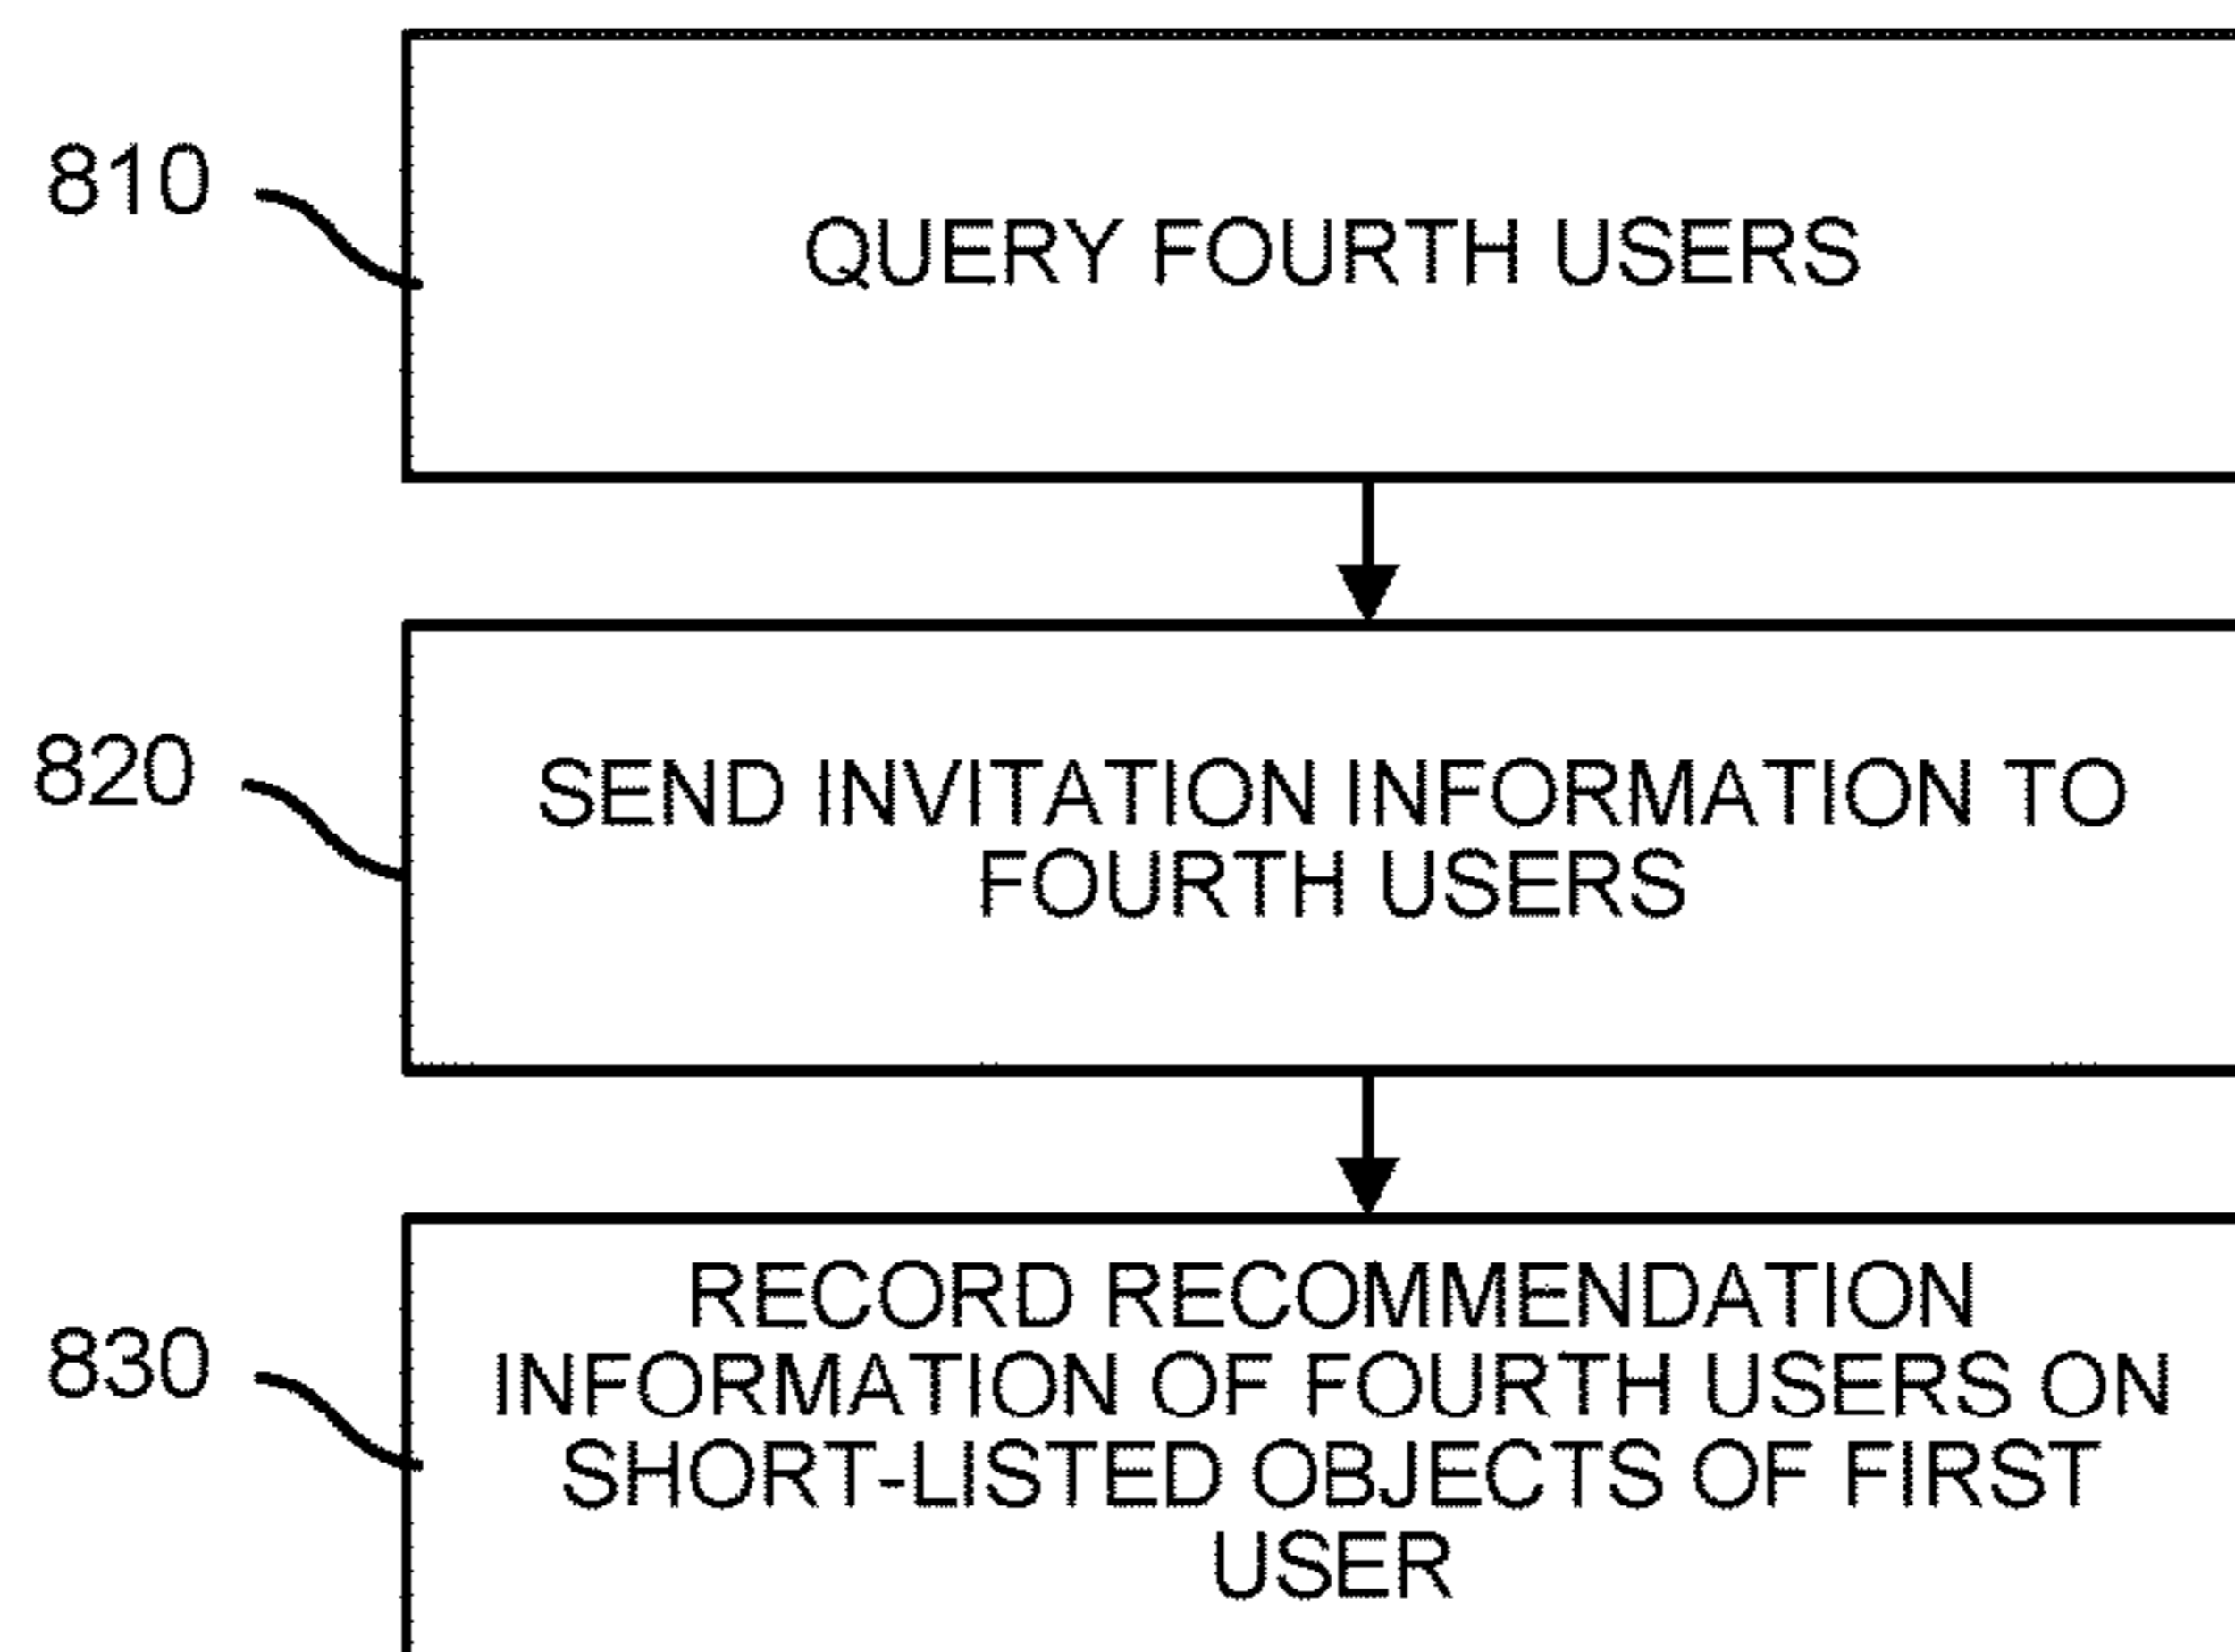 810
QUERY FOURTH USERS
820
SEND INVITATION INFORMATION TO
FOURTH USERS
830
RECORD RECOMMENDATION
INFORMATION OF FOURTH USERS ON
SHORT-LISTED OBJECTS OF FIRST
USER